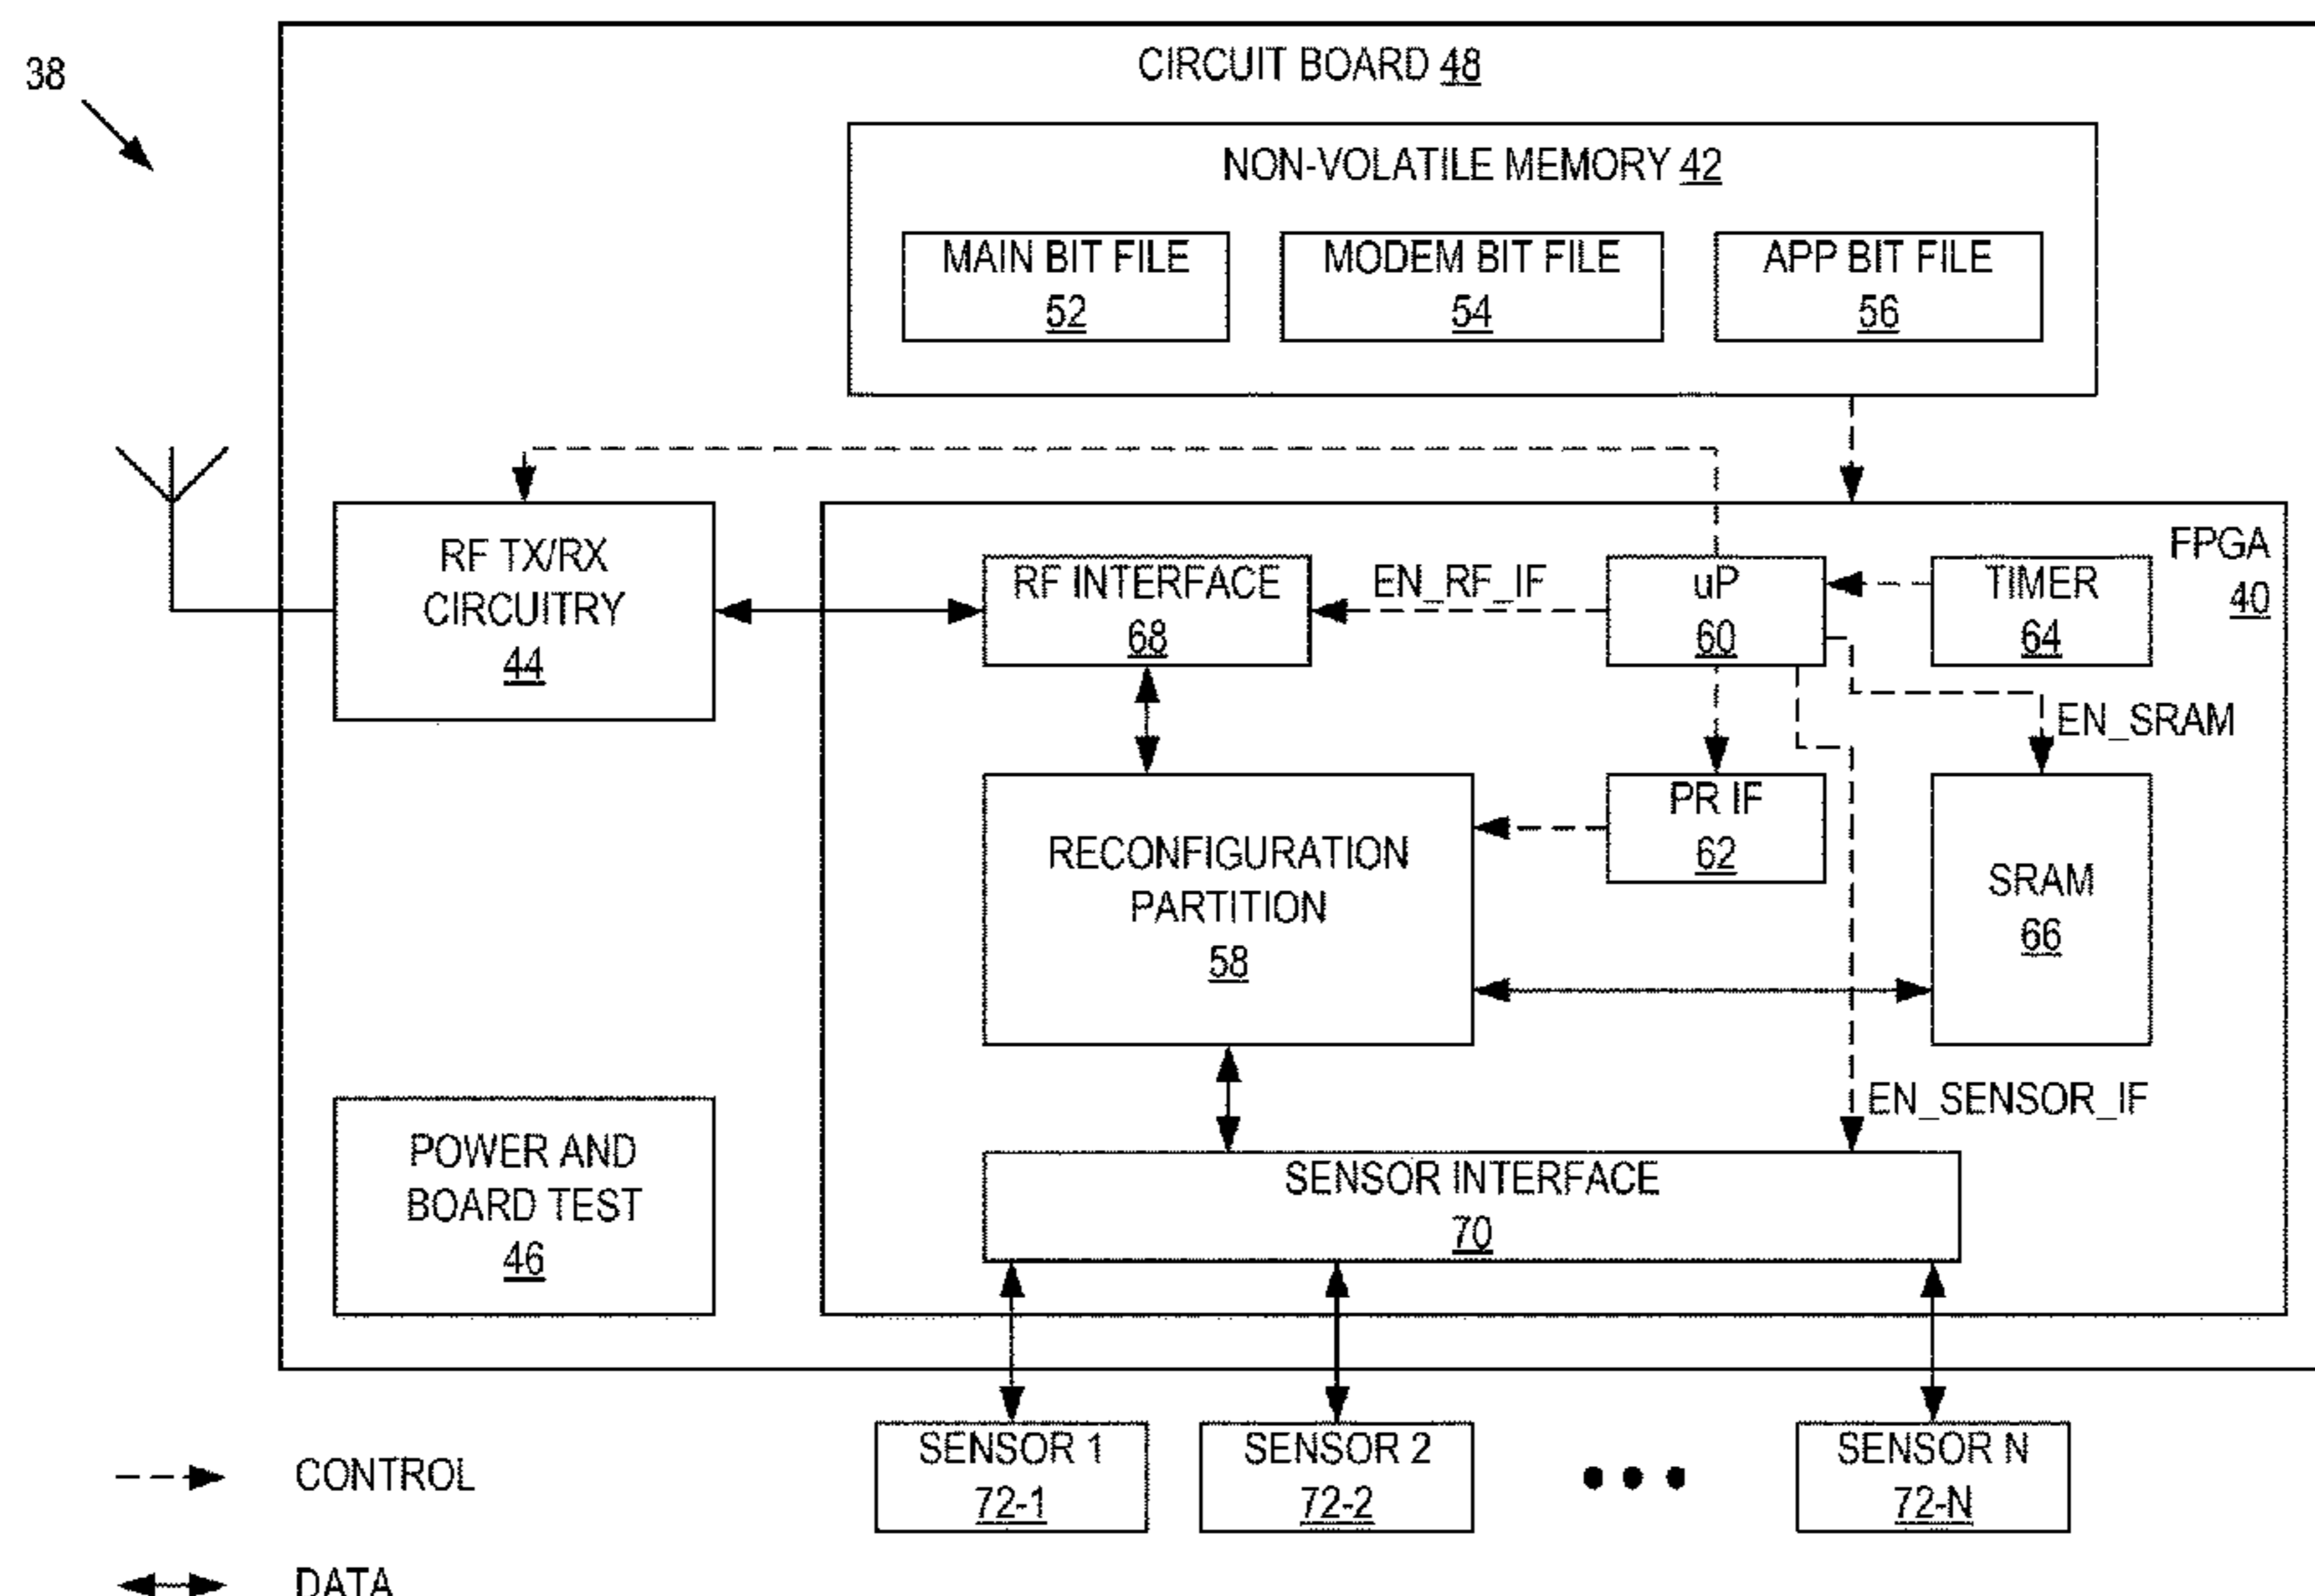 38
CIRCUIT BOARD 48
NON-VOLATILE MEMORY 42
MAIN BIT FILE
52
MODEM BIT FILE
54
APP BIT FILE
56
RF TX/RX
CIRCUITRY
44
FPGA
40
RF INTERFACE
68
EN_RF_IF
uP
60
TIMER
64
EN_SRAM
RECONFIGURATION
PARTITION
58
PR IF
62
SRAM
66
EN_SENSOR_IF
POWER AND
BOARD TEST
46
SENSOR INTERFACE
70
SENSOR 1
72-1
SENSOR 2
72-2
SENSOR N
72-N
CONTROL
DATA